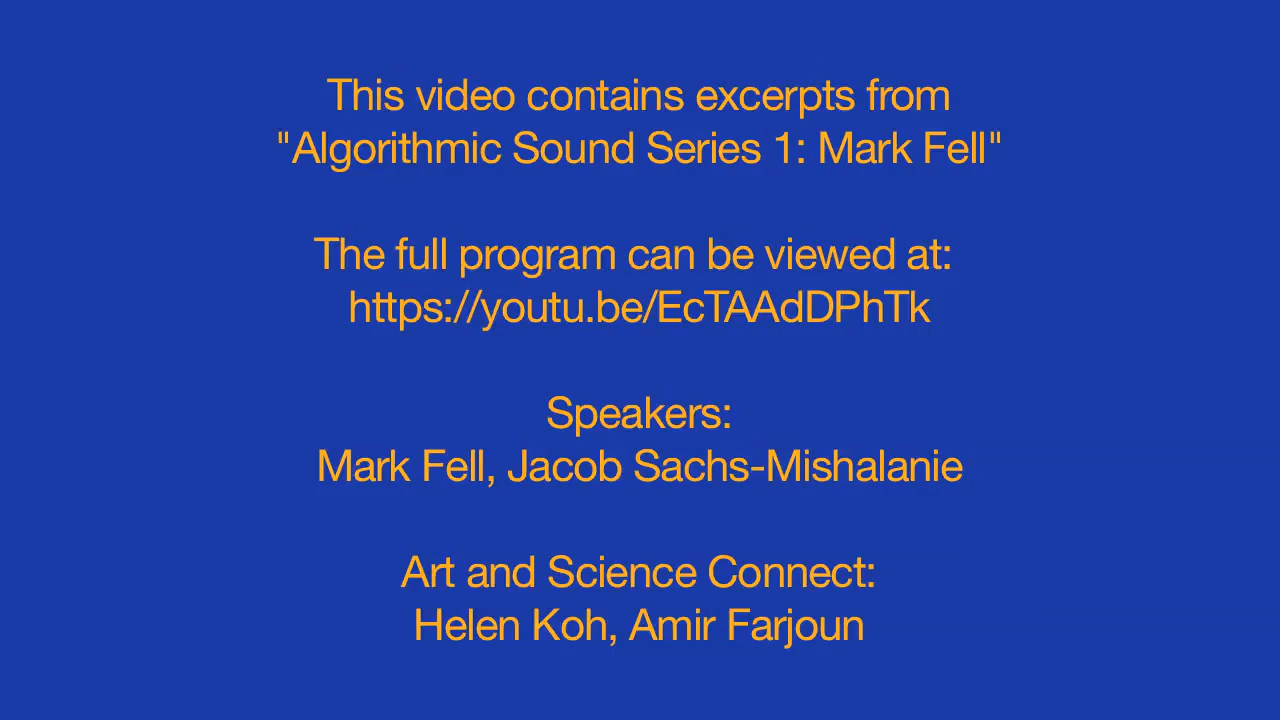 This video contains excerpts from
"Algorithmic Sound Series 1: Mark Fell"
The full program can be viewed at:
https://youtu.be/EcTAAdDPhTk
Speakers:
Mark Fell, Jacob Sachs-Mishalanie
Art and Science Connect:
Helen Koh, Amir Farjoun